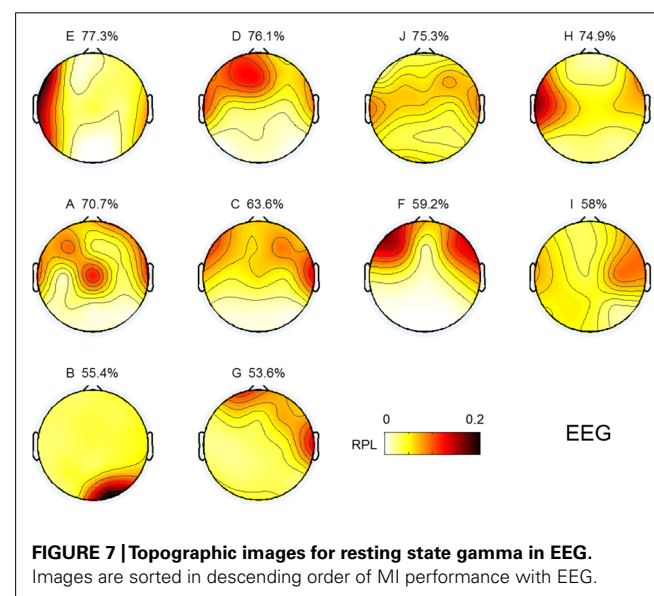 E 77.3%
D 76.1%
J 75.3%
H 74.9%
A 70.7%
C 63.6%
F 59.2%
I 58%
B 55.4%
G 53.6%
0 0.2
RPL
EEG
FIGURE 7 | Topographic images for resting state gamma in EEG.
Images are sorted in descending order of MI performance with EEG.